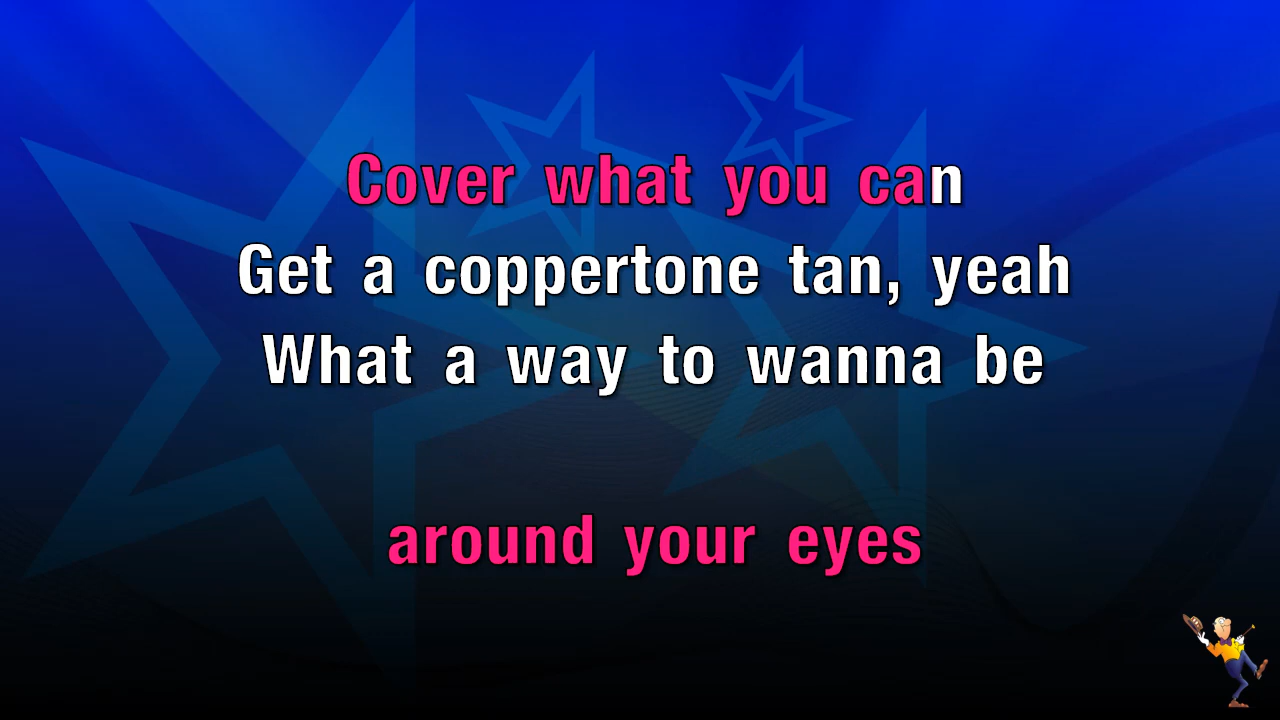 Cover what you can
Get a coppertone tan, yeah
What a way to wanna be
around your eyes